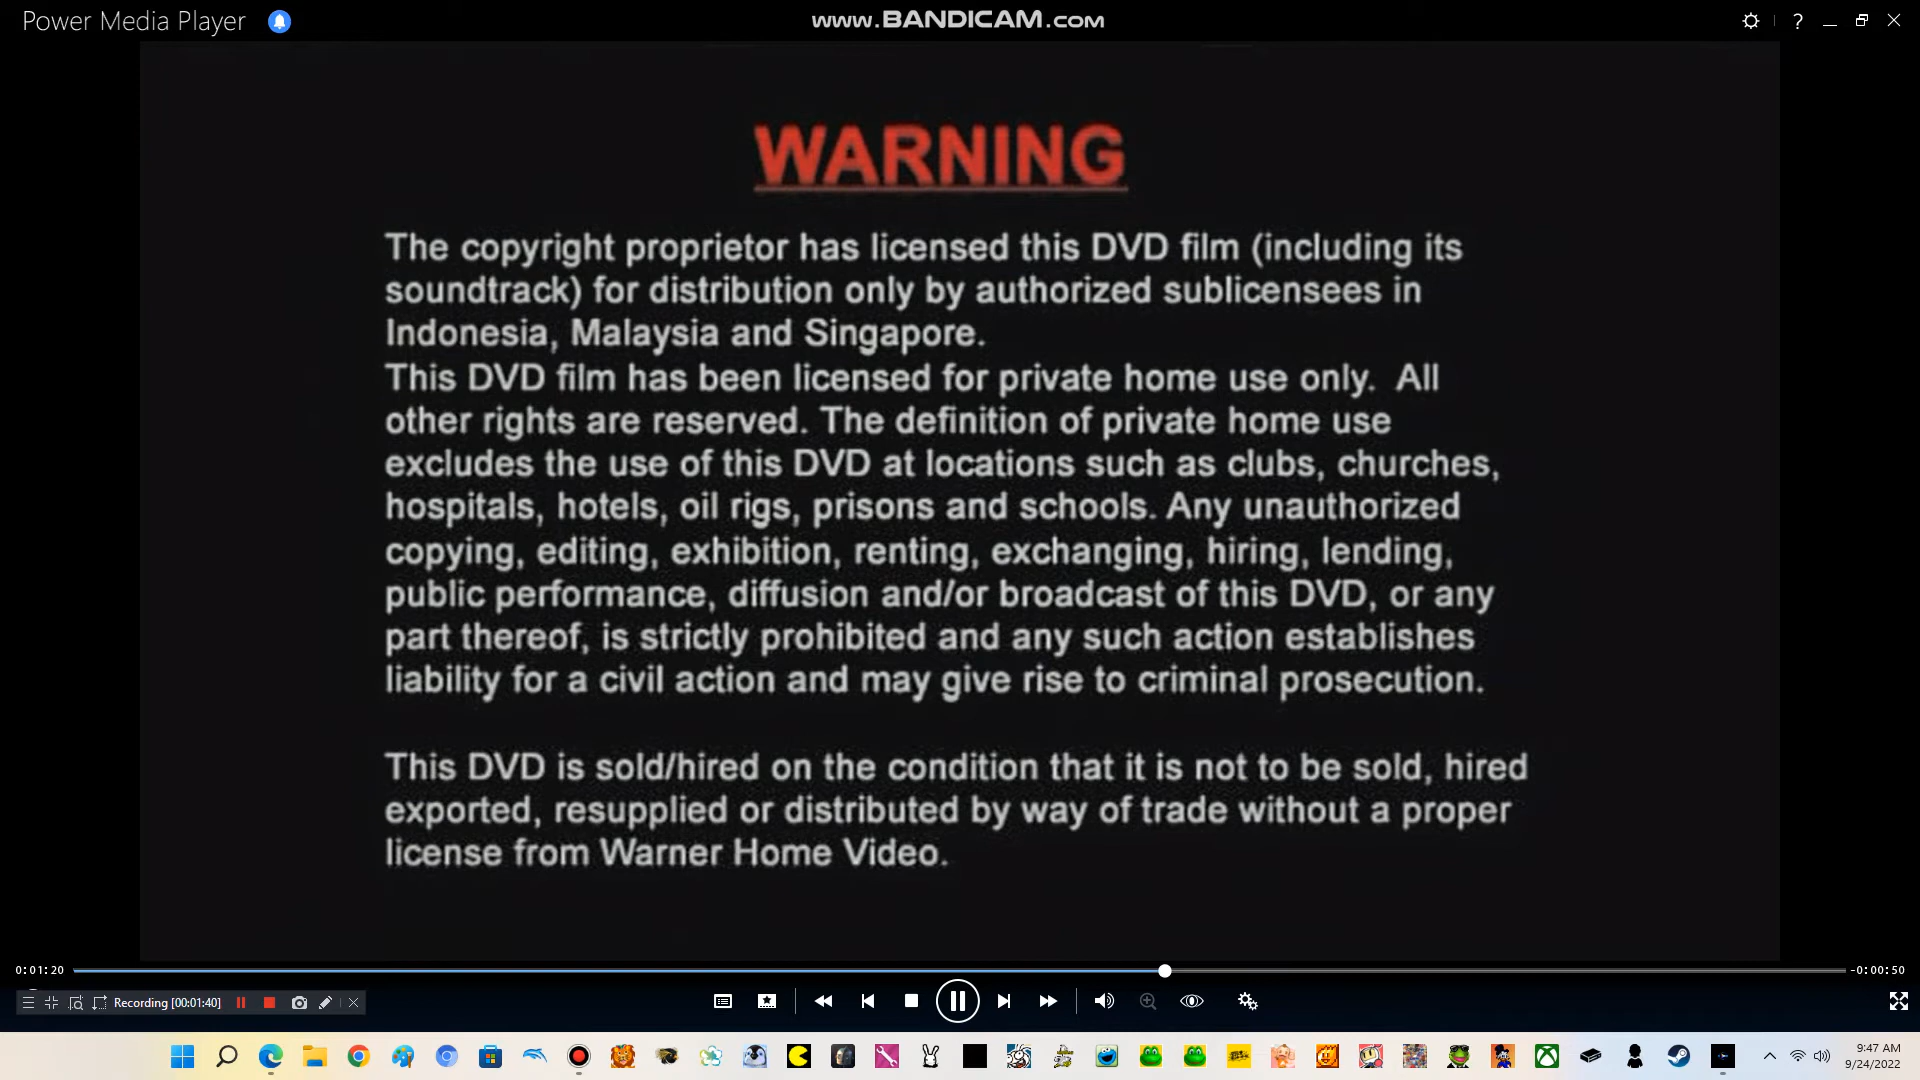 Power Media Player
www.BANDICAM.com
?
WARNING
The copyright proprietor has licensed this DVD film (including its
soundtrack) for distribution only by authorized sublicensees in
Indonesia, Malaysia and Singapore.
This DVD film has been licensed for private home use only.  All
other rights are reserved. The definition of private home use
excludes the use of this DVD at locations such as clubs, churches,
hospitals, hotels, oil rigs, prisons and schools. Any unauthorized
copying, editing, exhibition, renting, exchanging, hiring, lending,
public performance, diffusion and/or broadcast of this DVD, or any
part thereof, is strictly prohibited and any such action establishes
liability for a civil action and may give rise to criminal prosecution.
This DVD is sold/hired on the condition that it is not to be sold, hired
exported, resupplied or distributed by way of trade without a proper
license from Warner Home Video.
0:01:20
-0:00:50
Recording [00:01:40]
9:47 AM
9/24/2022